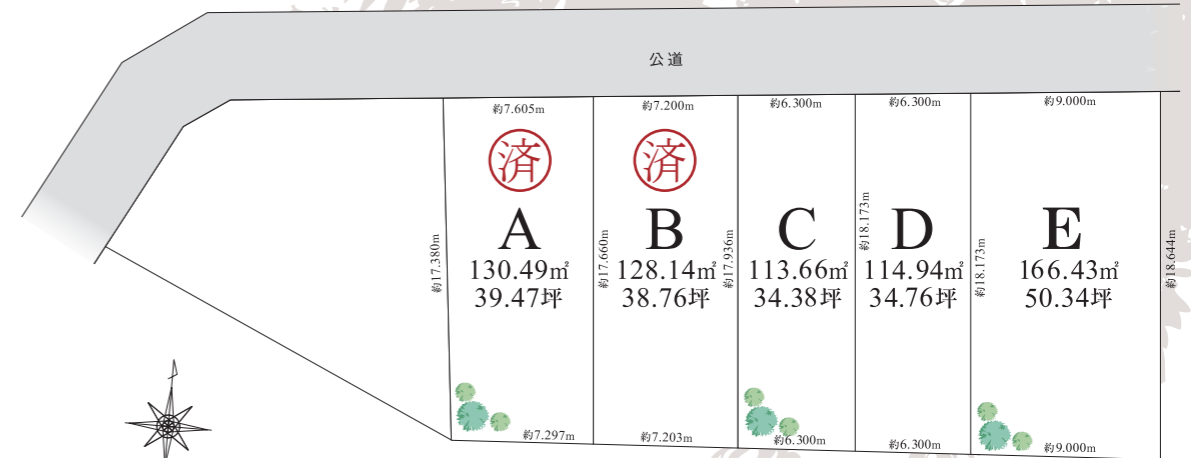 公道
約7.605m
約7.200m
約6.300m
約6.300m
約9.000m
済
済
A
130.49㎡
39.47坪
B
128.14㎡
38.76坪
C
113.66㎡
34.38坪
D
114.94㎡
34.76坪
E
166.43㎡
50.34坪
約17.380m
約17.660m
約17.936m
約18.173m
約18.173m
約18.644m
約7.297m
約7.203m
約6.300m
約6.300m
約9.000m